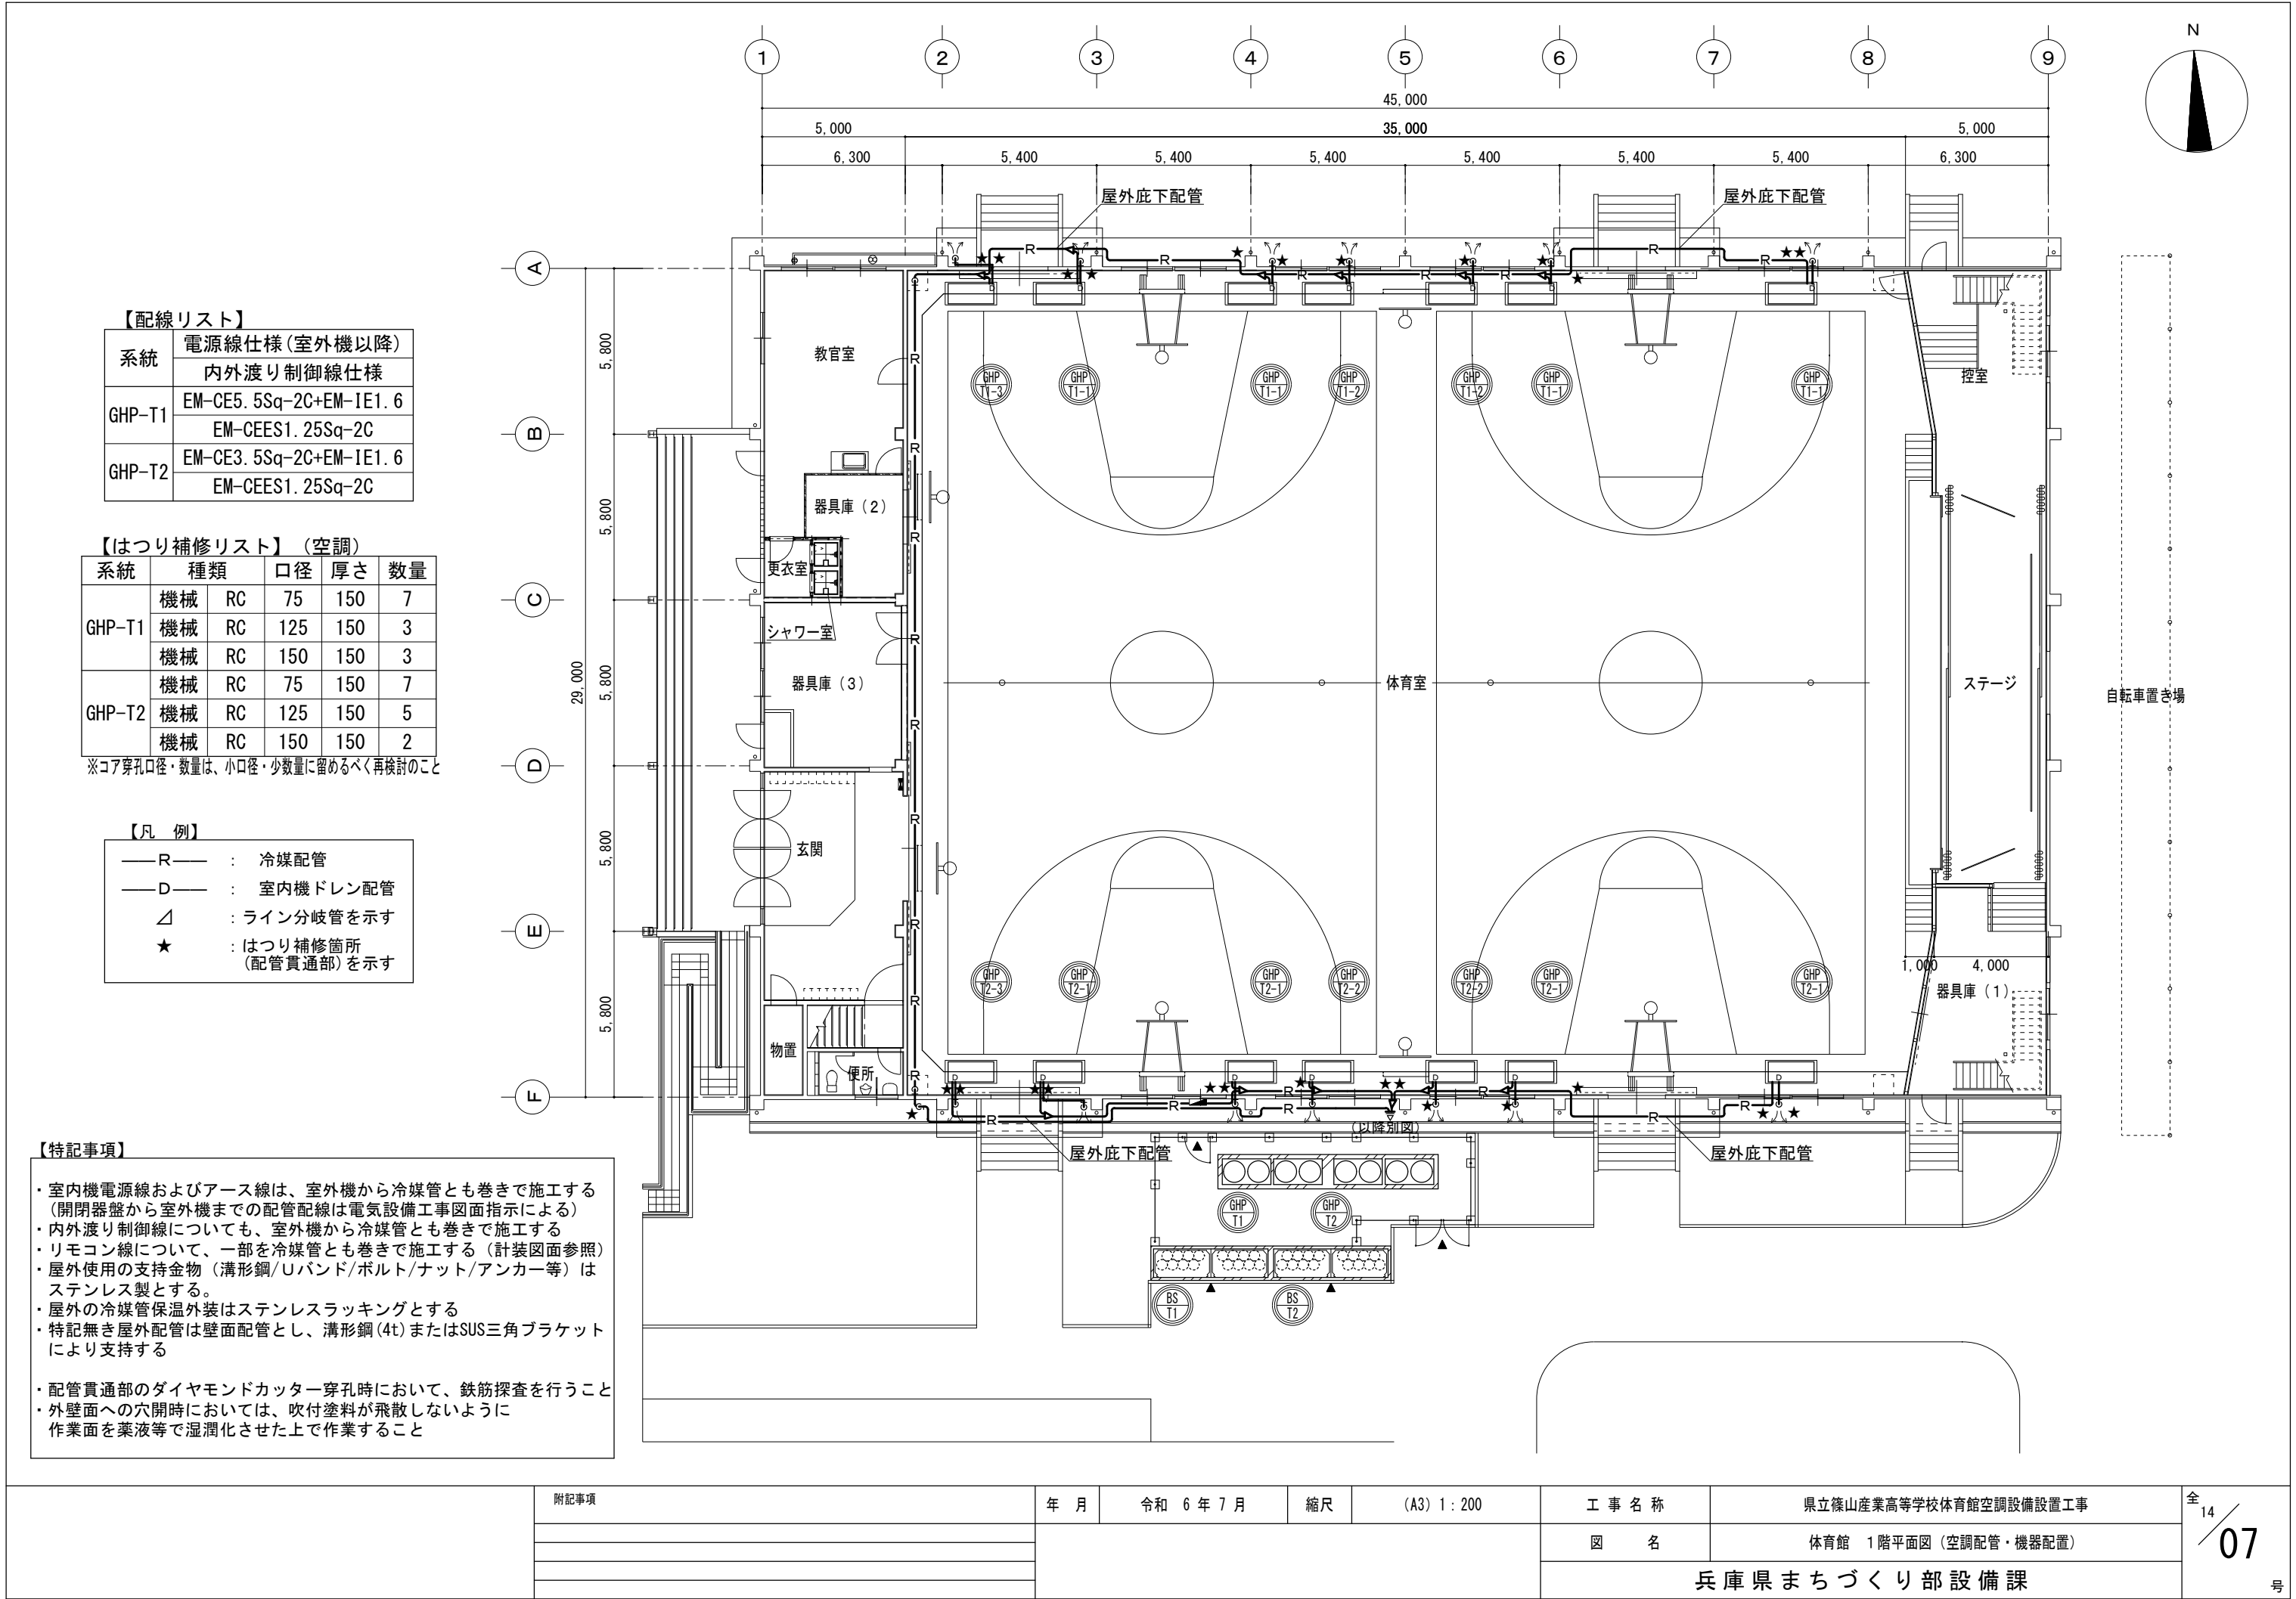 N
1 2 3 4 5 6 7 8 9
45,000
5,000 35,000 5,000
6,300 5,400 5,400 5,400 5,400 5,400 5,400 6,300
屋外庇下配管 屋外庇下配管
A
B
C
D
E
F
5,800
5,800
5,800
5,800
5,800
29,000
【配線リスト】
系統 電源線仕様(室外機以降)
内外渡り制御線仕様
GHP-T1 EM-CE5.5Sq-2C+EM-IE1.6
EM-CEES1.25Sq-2C
GHP-T2 EM-CE3.5Sq-2C+EM-IE1.6
EM-CEES1.25Sq-2C
【はつり補修リスト】(空調)
系統 種類 口径 厚さ 数量
GHP-T1 機械 RC 75 150 7
機械 RC 125 150 3
機械 RC 150 150 3
GHP-T2 機械 RC 75 150 7
機械 RC 125 150 5
機械 RC 150 150 2
※コア穿孔口径・数量は、小口径・少数量に留めるべく再検討のこと
【凡 例】
R : 冷媒配管
D : 室内機ドレン配管
: ライン分岐管を示す
★ : はつり補修箇所
(配管貫通部)を示す
教官室
器具庫(2)
更衣室
シャワー室
器具庫(3)
玄関
物置
便所
体育室
控室
ステージ
自転車置き場
1,000 4,000
器具庫(1)
GHP T1-3
GHP T1-1
GHP T1-1
GHP T1-2
GHP T1-2
GHP T1-1
GHP T1-1
GHP T2-3
GHP T2-1
GHP T2-1
GHP T2-2
GHP T2-2
GHP T2-1
GHP T2-1
(以降別図)
屋外庇下配管 屋外庇下配管
GHP T1
GHP T2
BS T1
BS T2
【特記事項】
・室内機電源線およびアース線は、室外機から冷媒管とも巻きで施工する
(開閉器盤から室外機までの配管配線は電気設備工事図面指示による)
・内外渡り制御線についても、室外機から冷媒管とも巻きで施工する
・リモコン線について、一部を冷媒管とも巻きで施工する(計装図面参照)
・屋外使用の支持金物(溝形鋼/Uバンド/ボルト/ナット/アンカー等)は
ステンレス製とする。
・屋外の冷媒管保温外装はステンレスラッキングとする
・特記無き屋外配管は壁面配管とし、溝形鋼(4t)またはSUS三角ブラケット
により支持する
・配管貫通部のダイヤモンドカッター穿孔時において、鉄筋探査を行うこと
・外壁面への穴開時においては、吹付塗料が飛散しないように
作業面を薬液等で湿潤化させた上で作業すること
附記事項
年 月 令和 6 年 7 月 縮尺 (A3) 1:200
工 事 名 称 県立篠山産業高等学校体育館空調設備設置工事
図 名 体育館 1階平面図(空調配管・機器配置)
兵庫県まちづくり部設備課
全 14 / 07 号